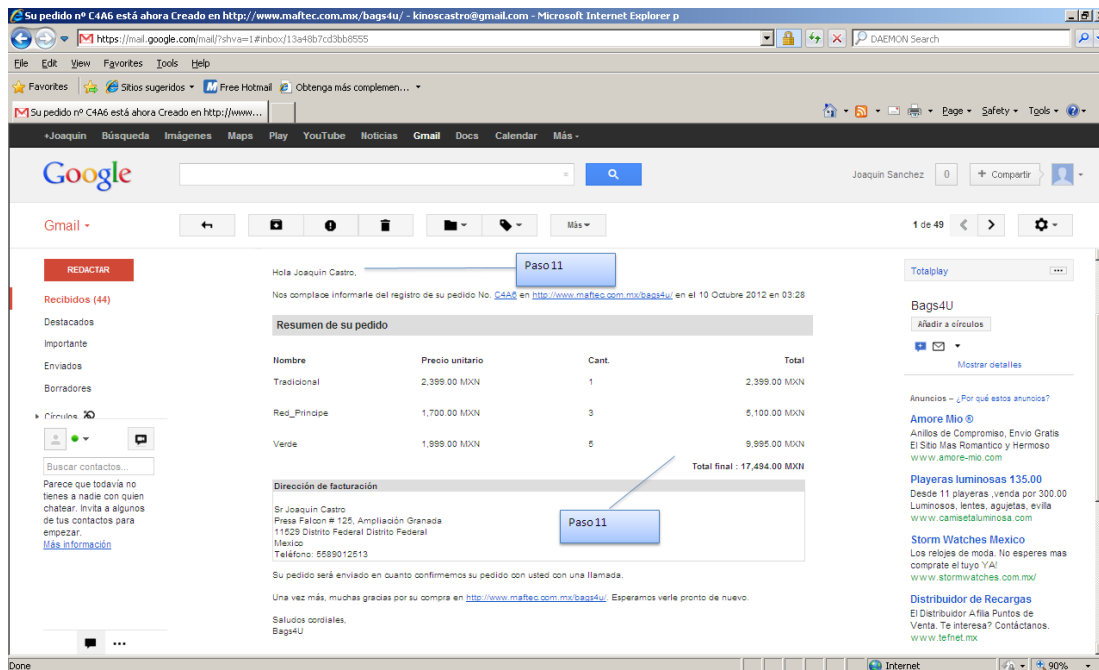 Su pedido nº C4A6 está ahora Creado en http://www.maftec.com.mx/bags4u/ - kinoscastro@gmail.com - Microsoft Internet Explorer p
https://mail.google.com/mail/?shva=1#inbox/13a48b7cd3bb8555
DAEMON Search
File Edit View Favorites Tools Help
Favorites Sitios sugeridos Free Hotmail Obtenga más complemen...
Su pedido nº C4A6 está ahora Creado en http://www...
Page Safety Tools
+Joaquin Búsqueda Imágenes Maps Play YouTube Noticias Gmail Docs Calendar Más
Google
Joaquin Sanchez 0 + Compartir
Gmail
Más
1 de 49
REDACTAR
Recibidos (44)
Destacados
Importante
Enviados
Borradores
Círculos
Buscar contactos...
Parece que todavía no
tienes a nadie con quien
chatear. Invita a algunos
de tus contactos para
empezar.
Más información
Hola Joaquin Castro,
Paso 11
Nos complace informarle del registro de su pedido No. C4A6 en http://www.maftec.com.mx/bags4u/ en el 10 Octubre 2012 en 03:28
Resumen de su pedido
Nombre Precio unitario Cant. Total
Tradicional 2,399.00 MXN 1 2,399.00 MXN
Red_Principe 1,700.00 MXN 3 5,100.00 MXN
Verde 1,999.00 MXN 5 9,995.00 MXN
Total final : 17,494.00 MXN
Dirección de facturación
Sr Joaquin Castro
Presa Falcon # 125, Ampliación Granada
11529 Distrito Federal Distrito Federal
Mexico
Teléfono: 5589012513
Paso 11
Su pedido será enviado en cuanto confirmemos su pedido con usted con una llamada.
Una vez más, muchas gracias por su compra en http://www.maftec.com.mx/bags4u/. Esperamos verle pronto de nuevo.
Saludos cordiales,
Bags4U
Totalplay
Bags4U
Añadir a círculos
Mostrar detalles
Anuncios – ¿Por qué estos anuncios?
Amore Mio ®
Anillos de Compromiso, Envio Gratis
El Sitio Mas Romantico y Hermoso
www.amore-mio.com
Playeras luminosas 135.00
Desde 11 playeras ,venda por 300.00
Luminosos, lentes, agujetas, evilla
www.camisetaluminosa.com
Storm Watches Mexico
Los relojes de moda. No esperes mas
comprate el tuyo YA!
www.stormwatches.com.mx/
Distribuidor de Recargas
El Distribuidor Afilia Puntos de
Venta. Te interesa? Contáctanos.
www.tefnet.mx
Done
Internet
90%